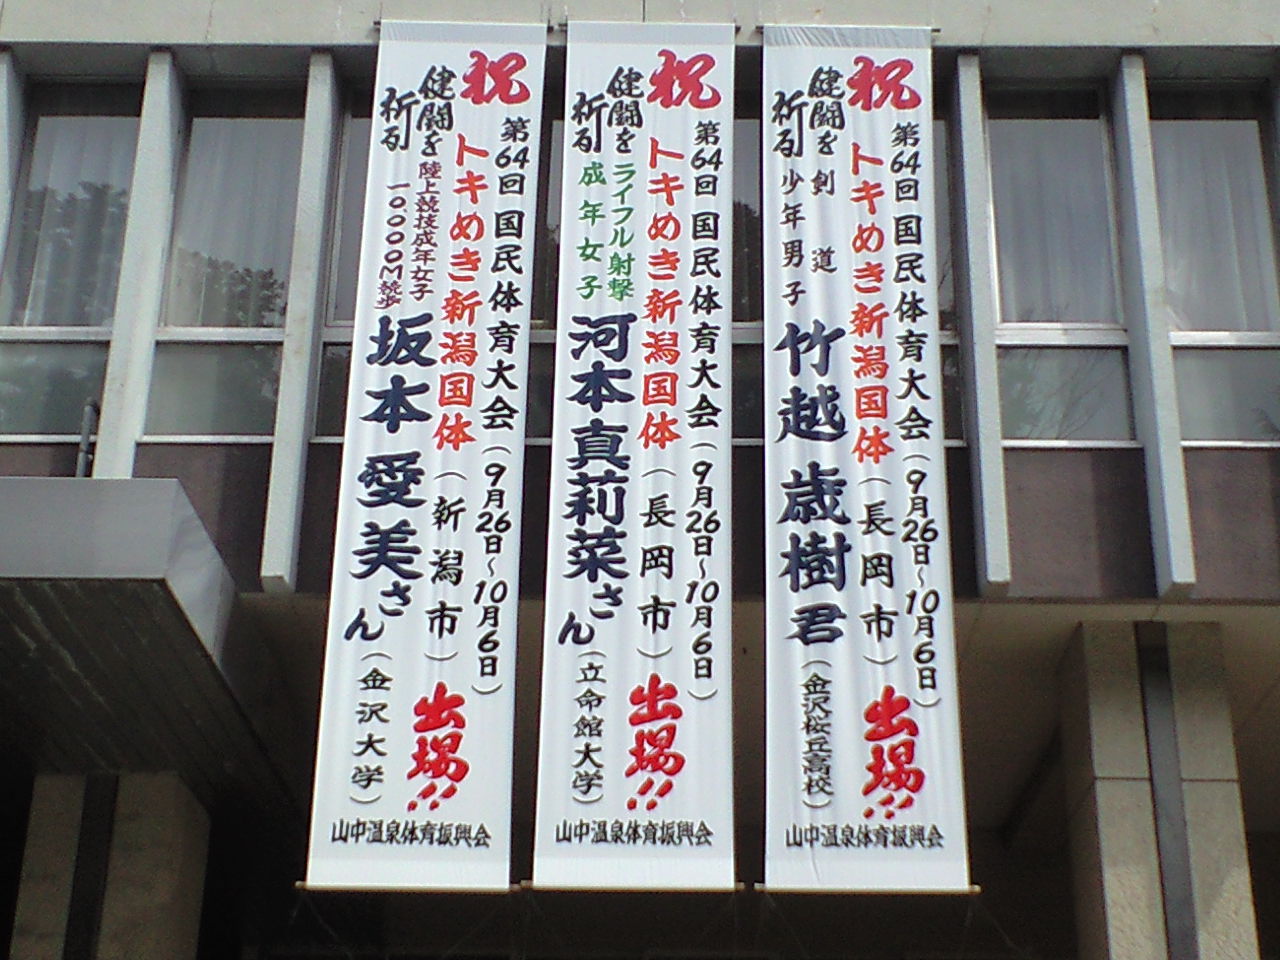 祝
第64回国民体育大会(9月26日~10月6日)
トキめき新潟国体(長岡市)出場!!
健闘を祈る
剣道
少年男子
竹越歳樹君(金沢桜丘高校)
山中温泉体育振興会
祝
第64回国民体育大会(9月26日~10月6日)
トキめき新潟国体(長岡市)出場!!
健闘を祈る
ライフル射撃
成年女子
河本真莉菜さん(立命館大学)
山中温泉体育振興会
祝
第64回国民体育大会(9月26日~10月6日)
トキめき新潟国体(新潟市)出場!!
健闘を祈る
陸上競技成年女子
一〇,〇〇〇M競歩
坂本愛美さん(金沢大学)
山中温泉体育振興会